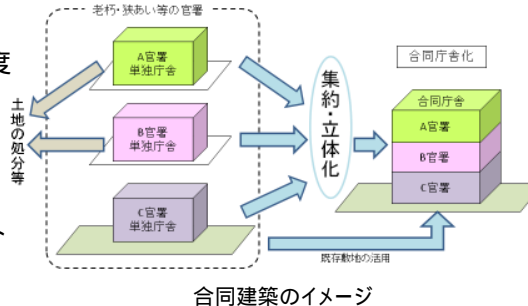 老朽・狭あい等の官署
度
A官署
単独庁舎
B官署
単独庁舎
C官署
単独庁舎
土地の処分等
集約・立体化
合同庁舎化
合同庁舎
A官署
B官署
C官署
既存敷地の活用
合同建築のイメージ